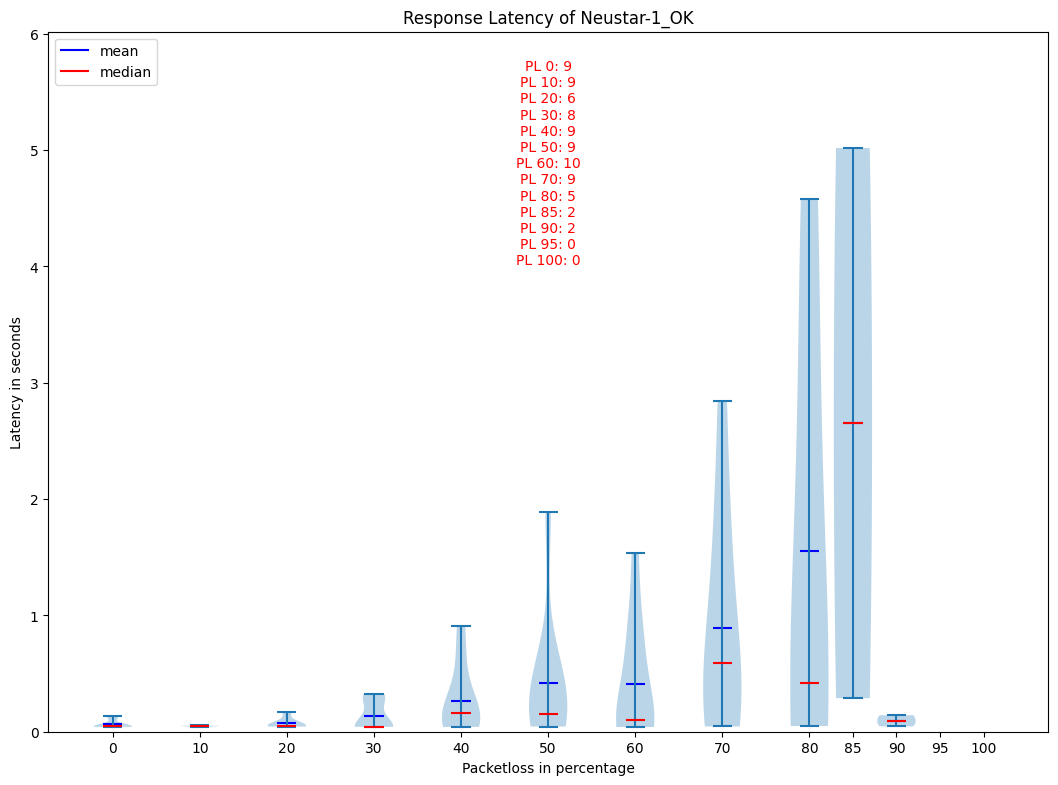 Response Latency of Neustar-1_OK
mean
median
PL 0: 9
PL 10: 9
PL 20: 6
PL 30: 8
PL 40: 9
PL 50: 9
PL 60: 10
PL 70: 9
PL 80: 5
PL 85: 2
PL 90: 2
PL 95: 0
PL 100: 0
Latency in seconds
6
5
4
3
2
1
0
0 10 20 30 40 50 60 70 80 85 90 95 100
Packetloss in percentage